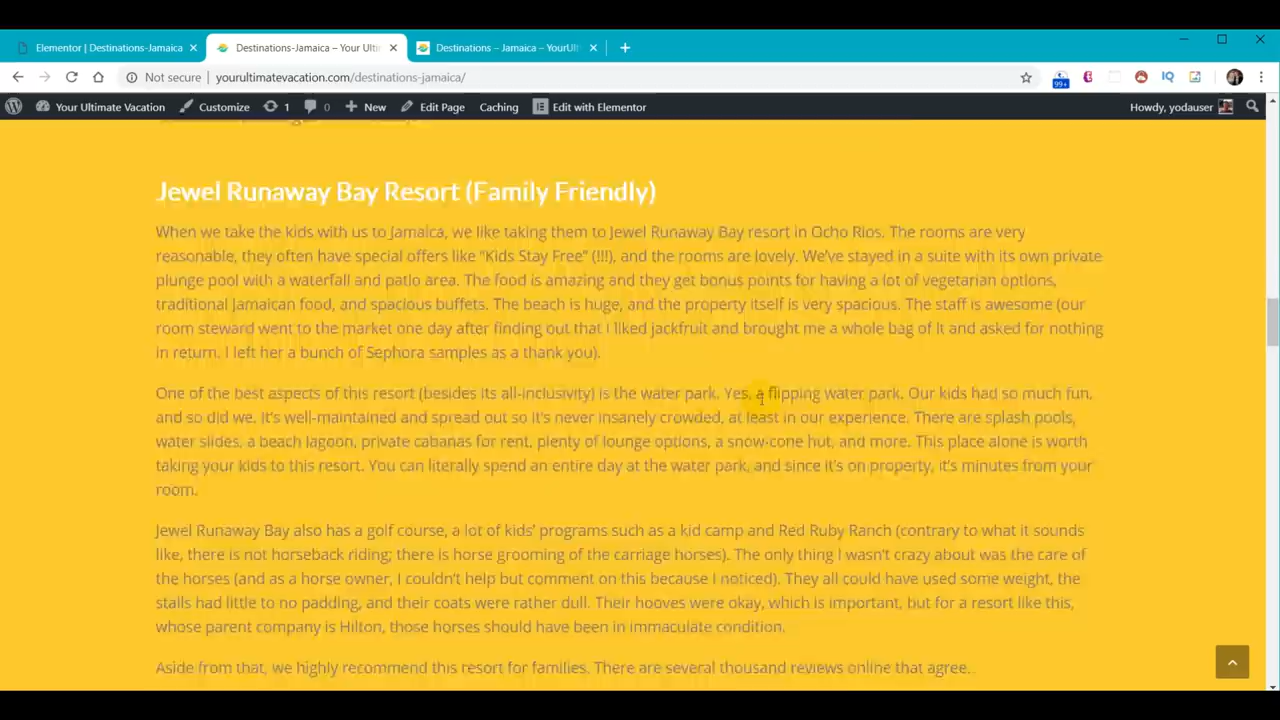 Elementor | Destinations-Jamaica
Destinations-Jamaica – Your Ulti
Destinations – Jamaica – YourUlt
Not secure
yourultimatevacation.com/destinations-jamaica/
99+
IQ
Your Ultimate Vacation
Customize
1
0
New
Edit Page
Caching
Edit with Elementor
Howdy, yodauser
Jewel Runaway Bay Resort (Family Friendly)
When we take the kids with us to Jamaica, we like taking them to Jewel Runaway Bay resort in Ocho Rios. The rooms are very
reasonable, they often have special offers like “Kids Stay Free” (!!!), and the rooms are lovely. We’ve stayed in a suite with its own private
plunge pool with a waterfall and patio area. The food is amazing and they get bonus points for having a lot of vegetarian options,
traditional Jamaican food, and spacious buffets. The beach is huge, and the property itself is very spacious. The staff is awesome (our
room steward went to the market one day after finding out that I liked jackfruit and brought me a whole bag of it and asked for nothing
in return. I left her a bunch of Sephora samples as a thank you).
One of the best aspects of this resort (besides its all-inclusivity) is the water park. Yes, a flipping water park. Our kids had so much fun,
and so did we. It’s well-maintained and spread out so it’s never insanely crowded, at least in our experience. There are splash pools,
water slides, a beach lagoon, private cabanas for rent, plenty of lounge options, a snow-cone hut, and more. This place alone is worth
taking your kids to this resort. You can literally spend an entire day at the water park, and since it’s on property, it’s minutes from your
room.
Jewel Runaway Bay also has a golf course, a lot of kids’ programs such as a kid camp and Red Ruby Ranch (contrary to what it sounds
like, there is not horseback riding; there is horse grooming of the carriage horses). The only thing I wasn’t crazy about was the care of
the horses (and as a horse owner, I couldn’t help but comment on this because I noticed). They all could have used some weight, the
stalls had little to no padding, and their coats were rather dull. Their hooves were okay, which is important, but for a resort like this,
whose parent company is Hilton, those horses should have been in immaculate condition.
Aside from that, we highly recommend this resort for families. There are several thousand reviews online that agree.